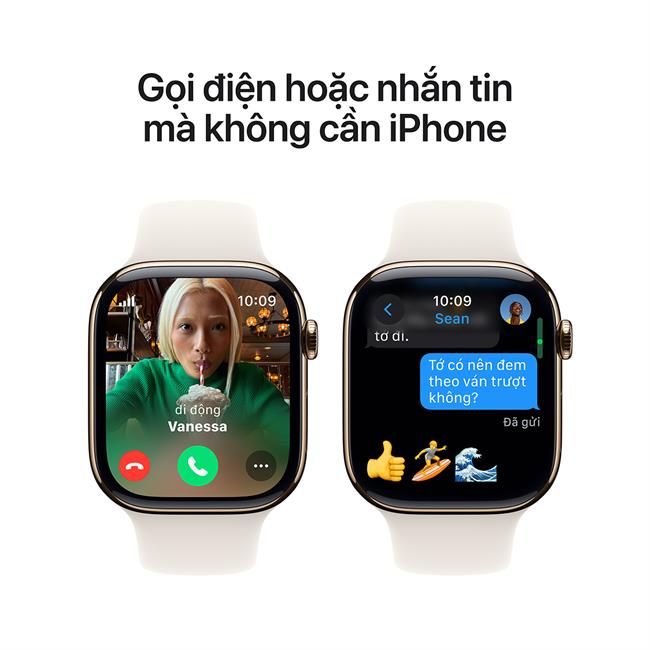 Gọi điện hoặc nhắn tin
mà không cần iPhone
10:09
di động
Vanessa
10:09
Sean
tớ đi.
Tớ có nên đem
theo ván trượt
không?
Đã gửi